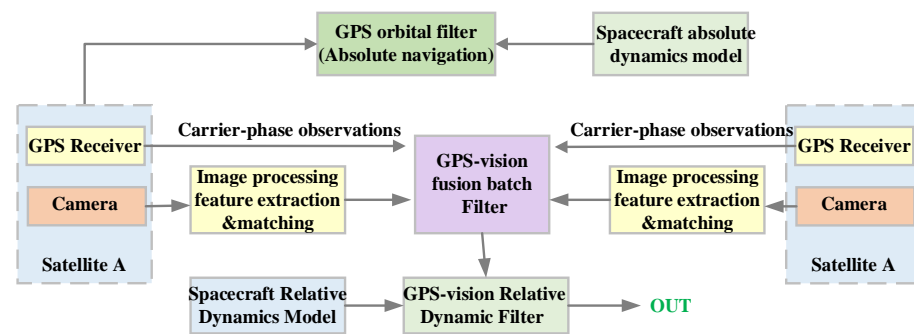 GPS orbital filter
(Absolute navigation)
Spacecraft absolute
dynamics model
GPS Receiver
Camera
Satellite A
Carrier-phase observations
Image processing
feature extraction
&matching
GPS-vision
fusion batch
Filter
Carrier-phase observations
Image processing
feature extraction
&matching
GPS Receiver
Camera
Satellite A
Spacecraft Relative
Dynamics Model
GPS-vision Relative
Dynamic Filter
OUT